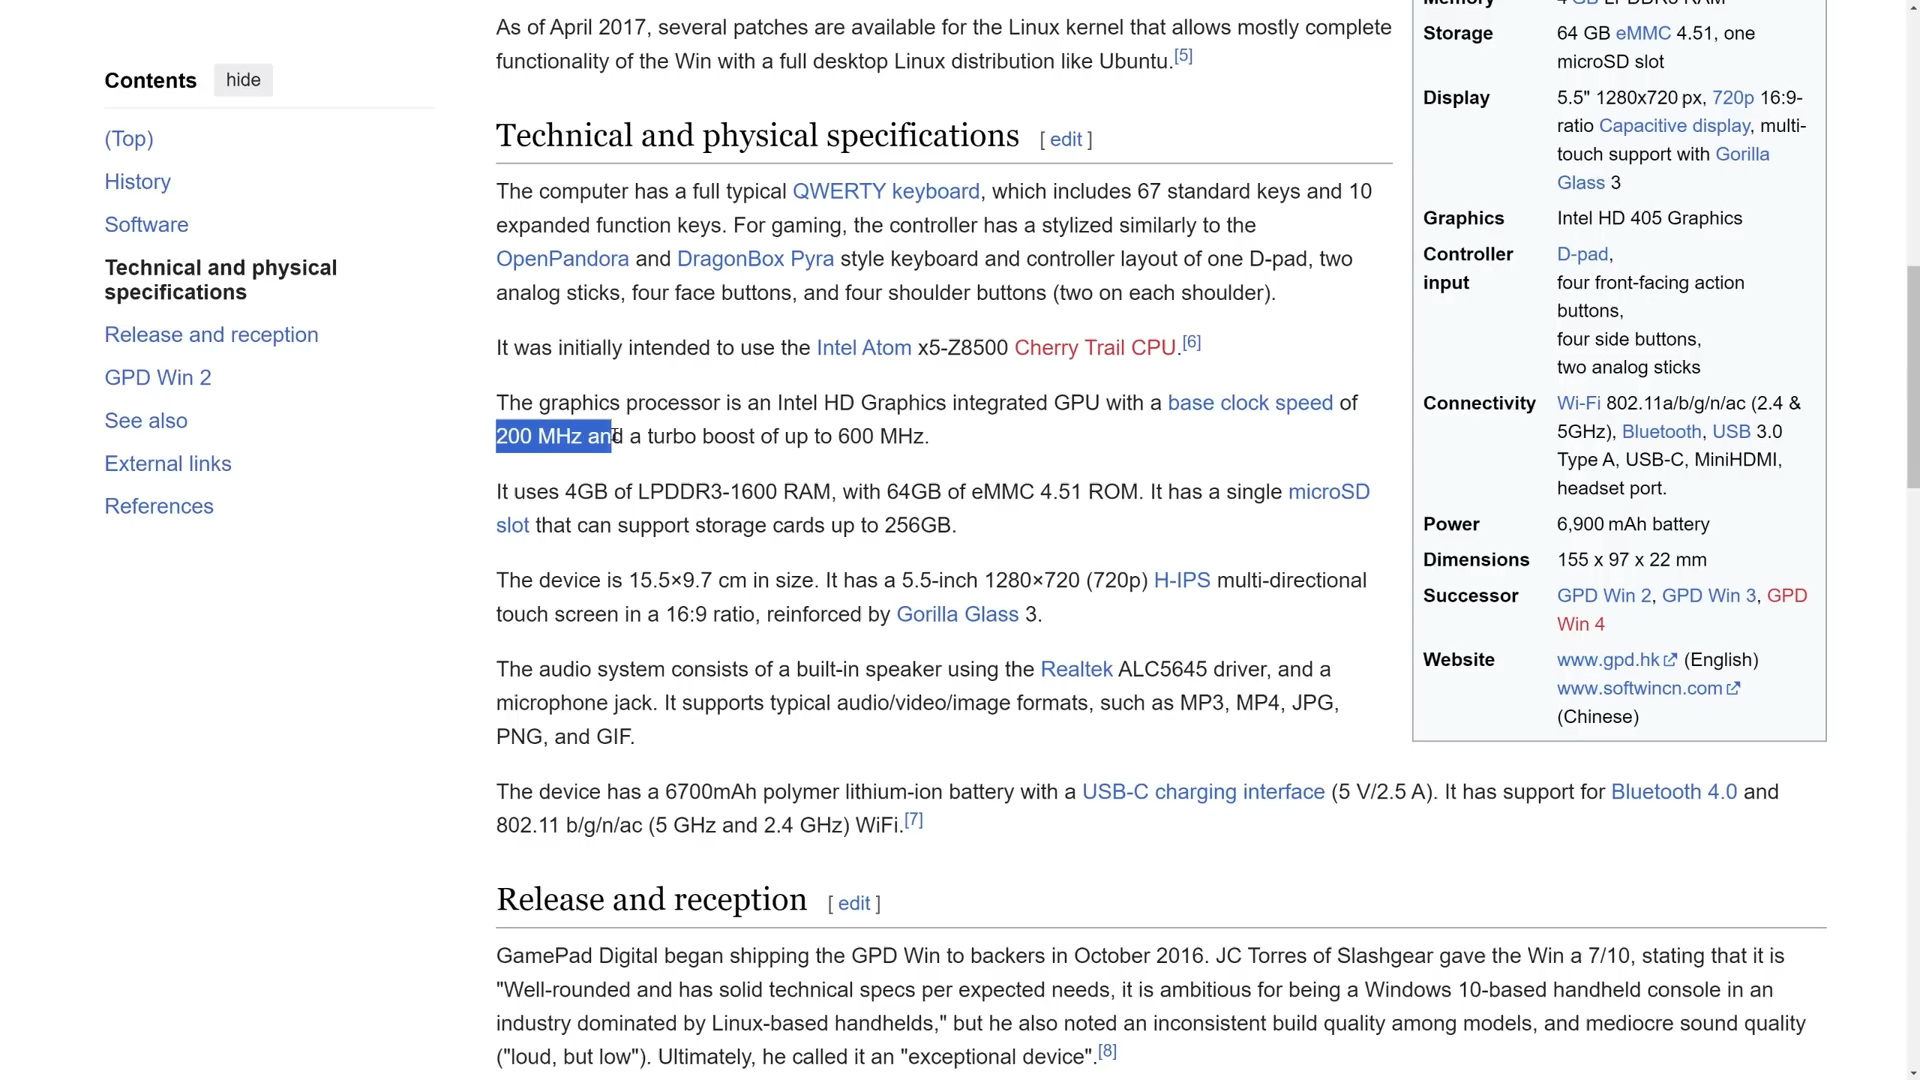 Contents hide
(Top)
History
Software
Technical and physical
specifications
Release and reception
GPD Win 2
See also
External links
References
As of April 2017, several patches are available for the Linux kernel that allows mostly complete
functionality of the Win with a full desktop Linux distribution like Ubuntu.[5]
Technical and physical specifications [ edit ]
The computer has a full typical QWERTY keyboard, which includes 67 standard keys and 10
expanded function keys. For gaming, the controller has a stylized similarly to the
OpenPandora and DragonBox Pyra style keyboard and controller layout of one D-pad, two
analog sticks, four face buttons, and four shoulder buttons (two on each shoulder).
It was initially intended to use the Intel Atom x5-Z8500 Cherry Trail CPU.[6]
The graphics processor is an Intel HD Graphics integrated GPU with a base clock speed of
200 MHz and a turbo boost of up to 600 MHz.
It uses 4GB of LPDDR3-1600 RAM, with 64GB of eMMC 4.51 ROM. It has a single microSD
slot that can support storage cards up to 256GB.
The device is 15.5×9.7 cm in size. It has a 5.5-inch 1280×720 (720p) H-IPS multi-directional
touch screen in a 16:9 ratio, reinforced by Gorilla Glass 3.
The audio system consists of a built-in speaker using the Realtek ALC5645 driver, and a
microphone jack. It supports typical audio/video/image formats, such as MP3, MP4, JPG,
PNG, and GIF.
The device has a 6700mAh polymer lithium-ion battery with a USB-C charging interface (5 V/2.5 A). It has support for Bluetooth 4.0 and
802.11 b/g/n/ac (5 GHz and 2.4 GHz) WiFi.[7]
Release and reception [ edit ]
GamePad Digital began shipping the GPD Win to backers in October 2016. JC Torres of Slashgear gave the Win a 7/10, stating that it is
"Well-rounded and has solid technical specs per expected needs, it is ambitious for being a Windows 10-based handheld console in an
industry dominated by Linux-based handhelds," but he also noted an inconsistent build quality among models, and mediocre sound quality
("loud, but low"). Ultimately, he called it an "exceptional device".[8]
Memory 4 GB LPDDR3 RAM
Storage 64 GB eMMC 4.51, one
microSD slot
Display 5.5" 1280x720 px, 720p 16:9-
ratio Capacitive display, multi-
touch support with Gorilla
Glass 3
Graphics Intel HD 405 Graphics
Controller D-pad,
input four front-facing action
buttons,
four side buttons,
two analog sticks
Connectivity Wi-Fi 802.11a/b/g/n/ac (2.4 &
5GHz), Bluetooth, USB 3.0
Type A, USB-C, MiniHDMI,
headset port.
Power 6,900 mAh battery
Dimensions 155 x 97 x 22 mm
Successor GPD Win 2, GPD Win 3, GPD
Win 4
Website www.gpd.hk (English)
www.softwincn.com
(Chinese)